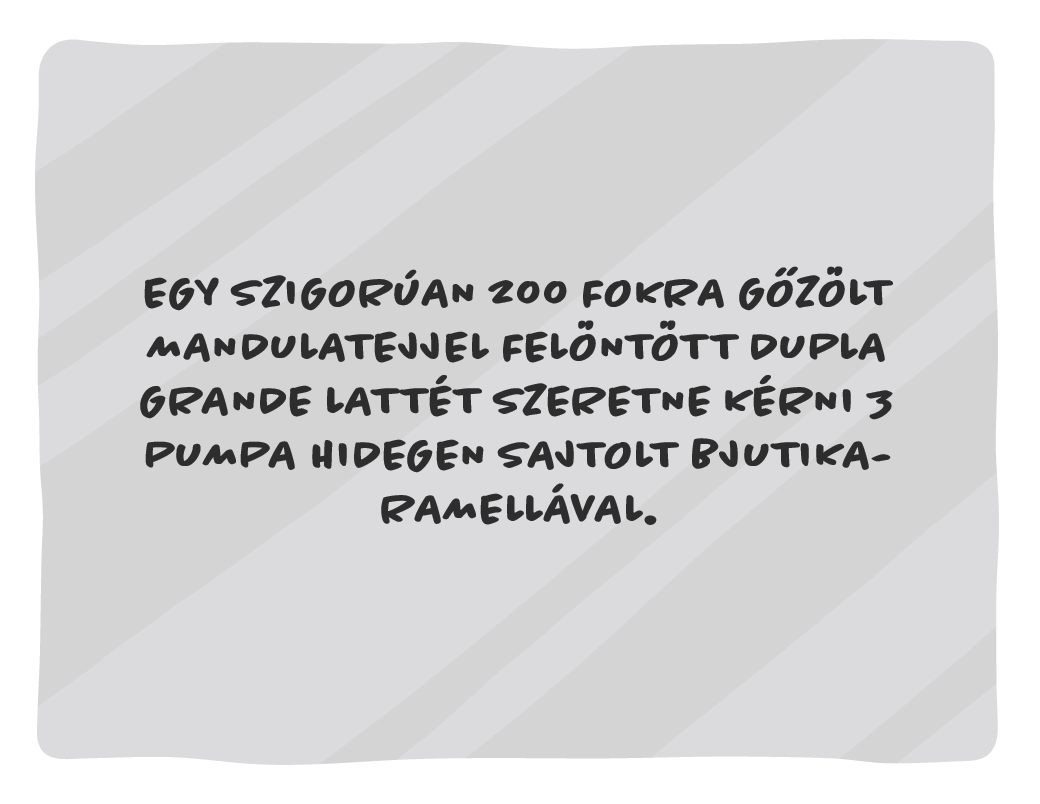 EGY SZIGORÚAN 200 FOKRA GŐZÖLT
MANDULATEJJEL FELÖNTÖTT DUPLA
GRANDE LATTÉT SZERETNE KÉRNI 3
PUMPA HIDEGEN SAJTOLT BJUTIKA-
RAMELLÁVAL.